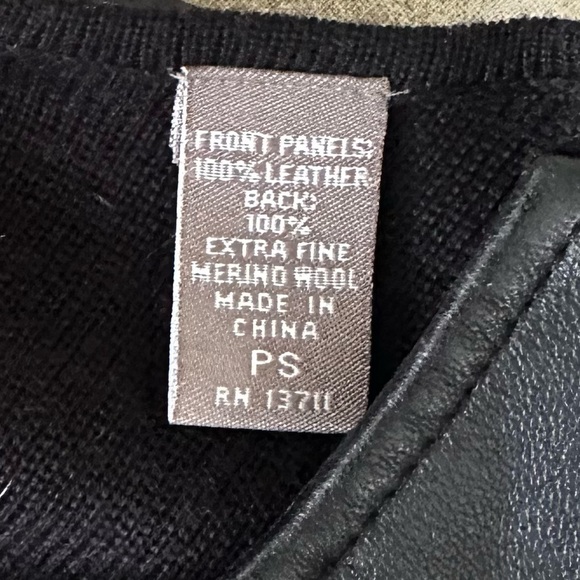 FRONT PANELS:
100% LEATHER
BACK:
100%
EXTRA FINE
MERINO WOOL
MADE IN
CHINA
PS
RN 13711